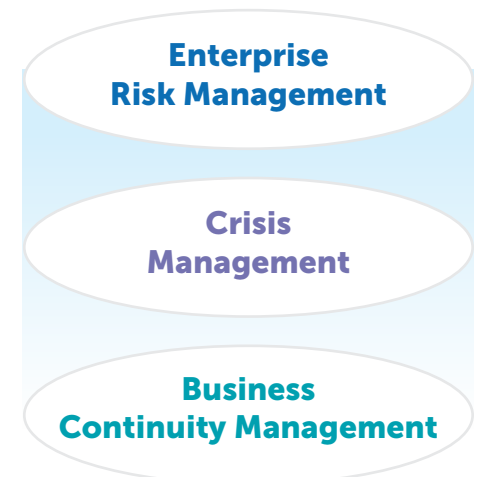 Enterprise
Risk Management
Crisis
Management
Business
Continuity Management